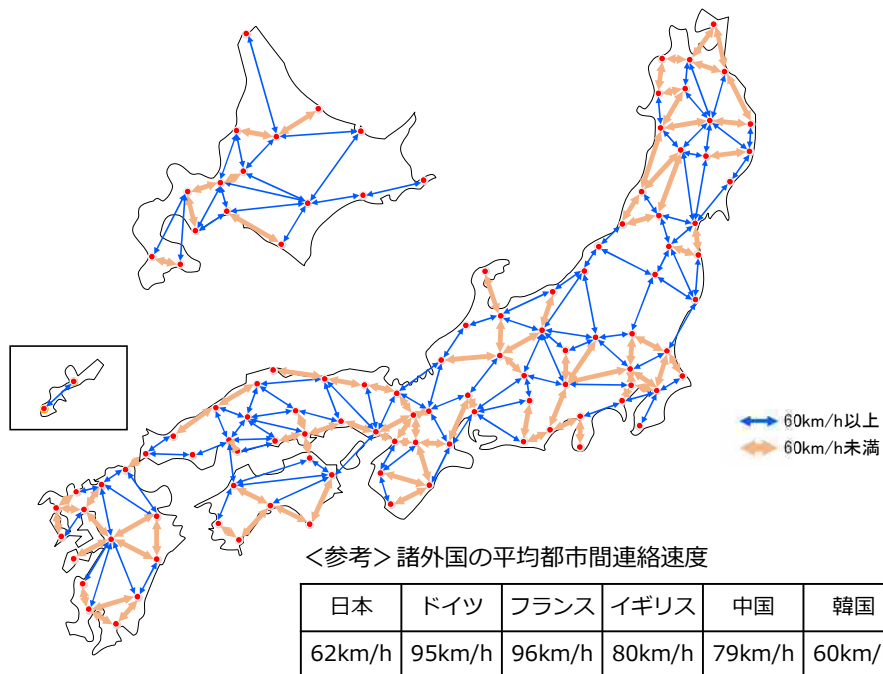 60km/h以上
60km/h未満
＜参考＞諸外国の平均都市間連絡速度
日本 ドイツ フランス イギリス 中国 韓国
62km/h 95km/h 96km/h 80km/h 79km/h 60km/